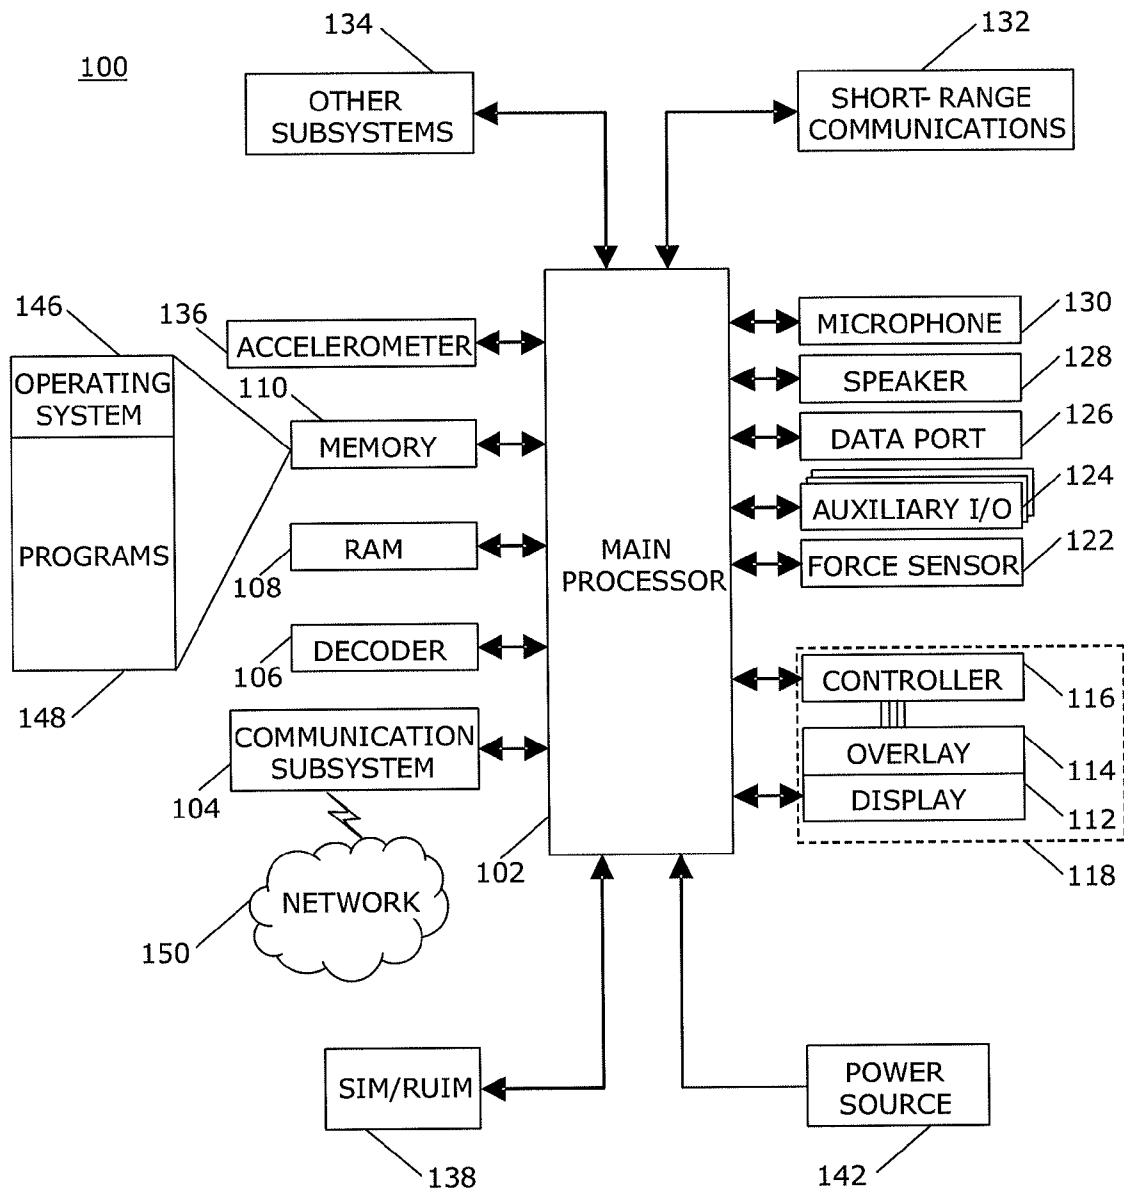 134
132
100
OTHER
SUBSYSTEMS
SHORT-RANGE
COMMUNICATIONS
146
136
ACCELEROMETER
MICROPHONE
130
OPERATING
SYSTEM
110
MEMORY
SPEAKER
128
DATA PORT
126
AUXILIARY I/O
124
PROGRAMS
RAM
108
MAIN
PROCESSOR
FORCE SENSOR
122
DECODER
106
CONTROLLER
116
148
COMMUNICATION
SUBSYSTEM
104
OVERLAY
114
DISPLAY
112
102
118
NETWORK
150
SIM/RUIM
138
POWER
SOURCE
142